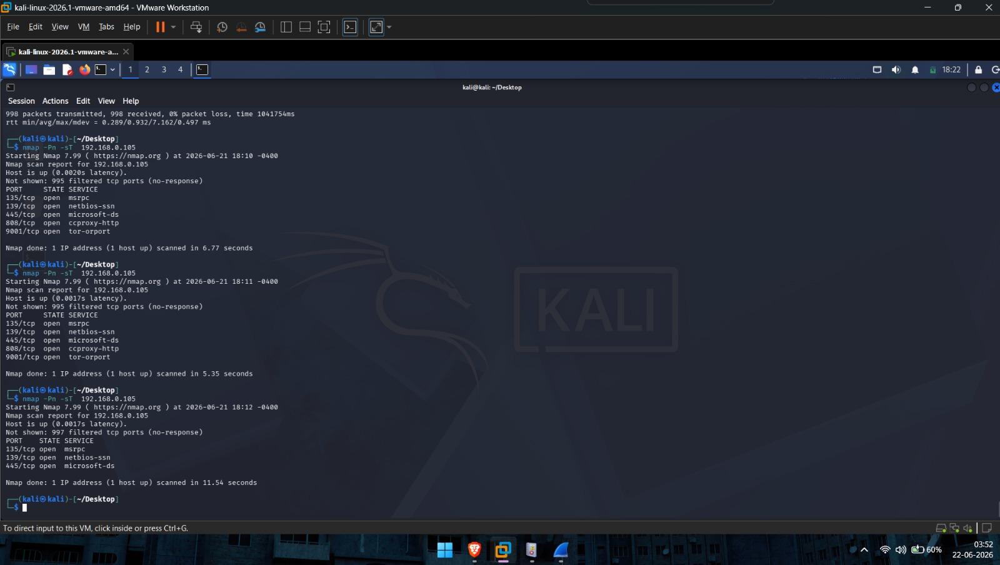 kali-linux-2026.1-vmware-amd64 - VMware Workstation
File Edit View VM Tabs Help
kali-linux-2026.1-vmware-a...
1 2 3 4
18:22
kali@kali: ~/Desktop
Session Actions Edit View Help
998 packets transmitted, 998 received, 0% packet loss, time 1041754ms
rtt min/avg/max/mdev = 0.289/0.932/7.162/0.497 ms
┌──(kali㉿kali)-[~/Desktop]
└─$ nmap -Pn -sT  192.168.0.105
Starting Nmap 7.99 ( https://nmap.org ) at 2026-06-21 18:10 -0400
Nmap scan report for 192.168.0.105
Host is up (0.0020s latency).
Not shown: 995 filtered tcp ports (no-response)
PORT     STATE SERVICE
135/tcp  open  msrpc
139/tcp  open  netbios-ssn
445/tcp  open  microsoft-ds
808/tcp  open  ccproxy-http
9001/tcp open  tor-orport
Nmap done: 1 IP address (1 host up) scanned in 6.77 seconds
┌──(kali㉿kali)-[~/Desktop]
└─$ nmap -Pn -sT  192.168.0.105
Starting Nmap 7.99 ( https://nmap.org ) at 2026-06-21 18:11 -0400
Nmap scan report for 192.168.0.105
Host is up (0.0017s latency).
Not shown: 995 filtered tcp ports (no-response)
PORT     STATE SERVICE
135/tcp  open  msrpc
139/tcp  open  netbios-ssn
445/tcp  open  microsoft-ds
808/tcp  open  ccproxy-http
9001/tcp open  tor-orport
Nmap done: 1 IP address (1 host up) scanned in 5.35 seconds
┌──(kali㉿kali)-[~/Desktop]
└─$ nmap -Pn -sT  192.168.0.105
Starting Nmap 7.99 ( https://nmap.org ) at 2026-06-21 18:12 -0400
Nmap scan report for 192.168.0.105
Host is up (0.0017s latency).
Not shown: 997 filtered tcp ports (no-response)
PORT    STATE SERVICE
135/tcp open  msrpc
139/tcp open  netbios-ssn
445/tcp open  microsoft-ds
Nmap done: 1 IP address (1 host up) scanned in 11.54 seconds
┌──(kali㉿kali)-[~/Desktop]
└─$
KALI
To direct input to this VM, click inside or press Ctrl+G.
60%
03:52
22-06-2026